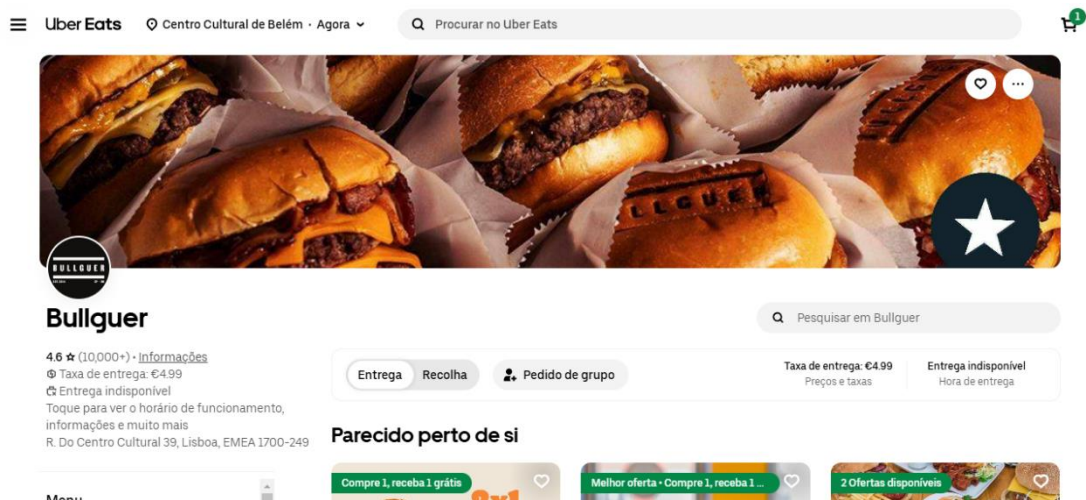 Uber Eats
Centro Cultural de Belém · Agora
Procurar no Uber Eats
1
BULLGUER
Bullguer
Pesquisar em Bullguer
4.6 ★ (10,000+) • Informações
Taxa de entrega: €4.99
Entrega indisponível
Toque para ver o horário de funcionamento,
informações e muito mais
R. Do Centro Cultural 39, Lisboa, EMEA 1700-249
Entrega
Recolha
Pedido de grupo
Taxa de entrega: €4.99
Preços e taxas
Entrega indisponível
Hora de entrega
Parecido perto de si
Menu
Compre 1, receba 1 grátis
2x1
Melhor oferta • Compre 1, receba 1 ...
2 Ofertas disponíveis